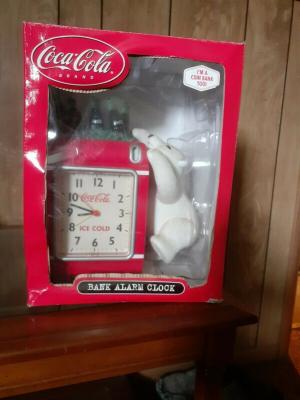 Coca-Cola
BRAND
I'M A
COIN BANK
TOO!
12
11 1
10 2
9 3
8 4
7 5
6
Coca-Cola
ICE COLD
BANK ALARM CLOCK